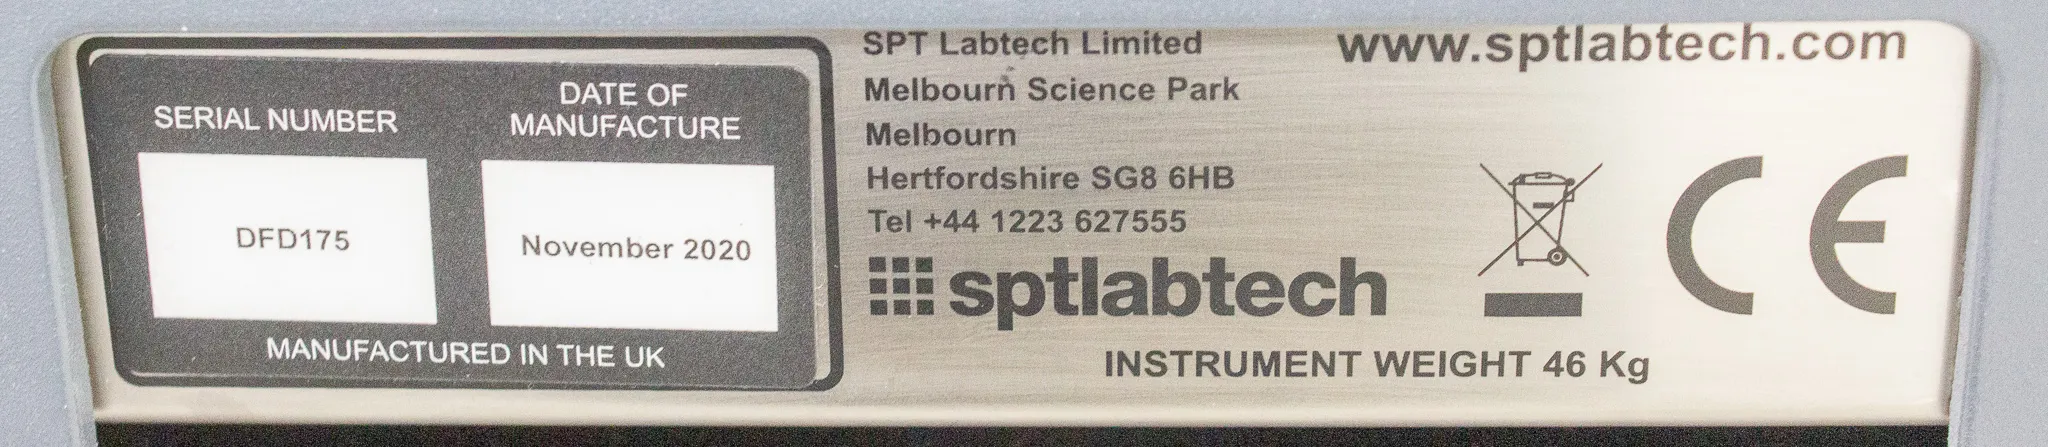 SERIAL NUMBER
DATE OF
MANUFACTURE
DFD175
November 2020
MANUFACTURED IN THE UK
SPT Labtech Limited
Melbourn Science Park
Melbourn
Hertfordshire SG8 6HB
Tel +44 1223 627555
sptlabtech
www.sptlabtech.com
CE
INSTRUMENT WEIGHT 46 Kg